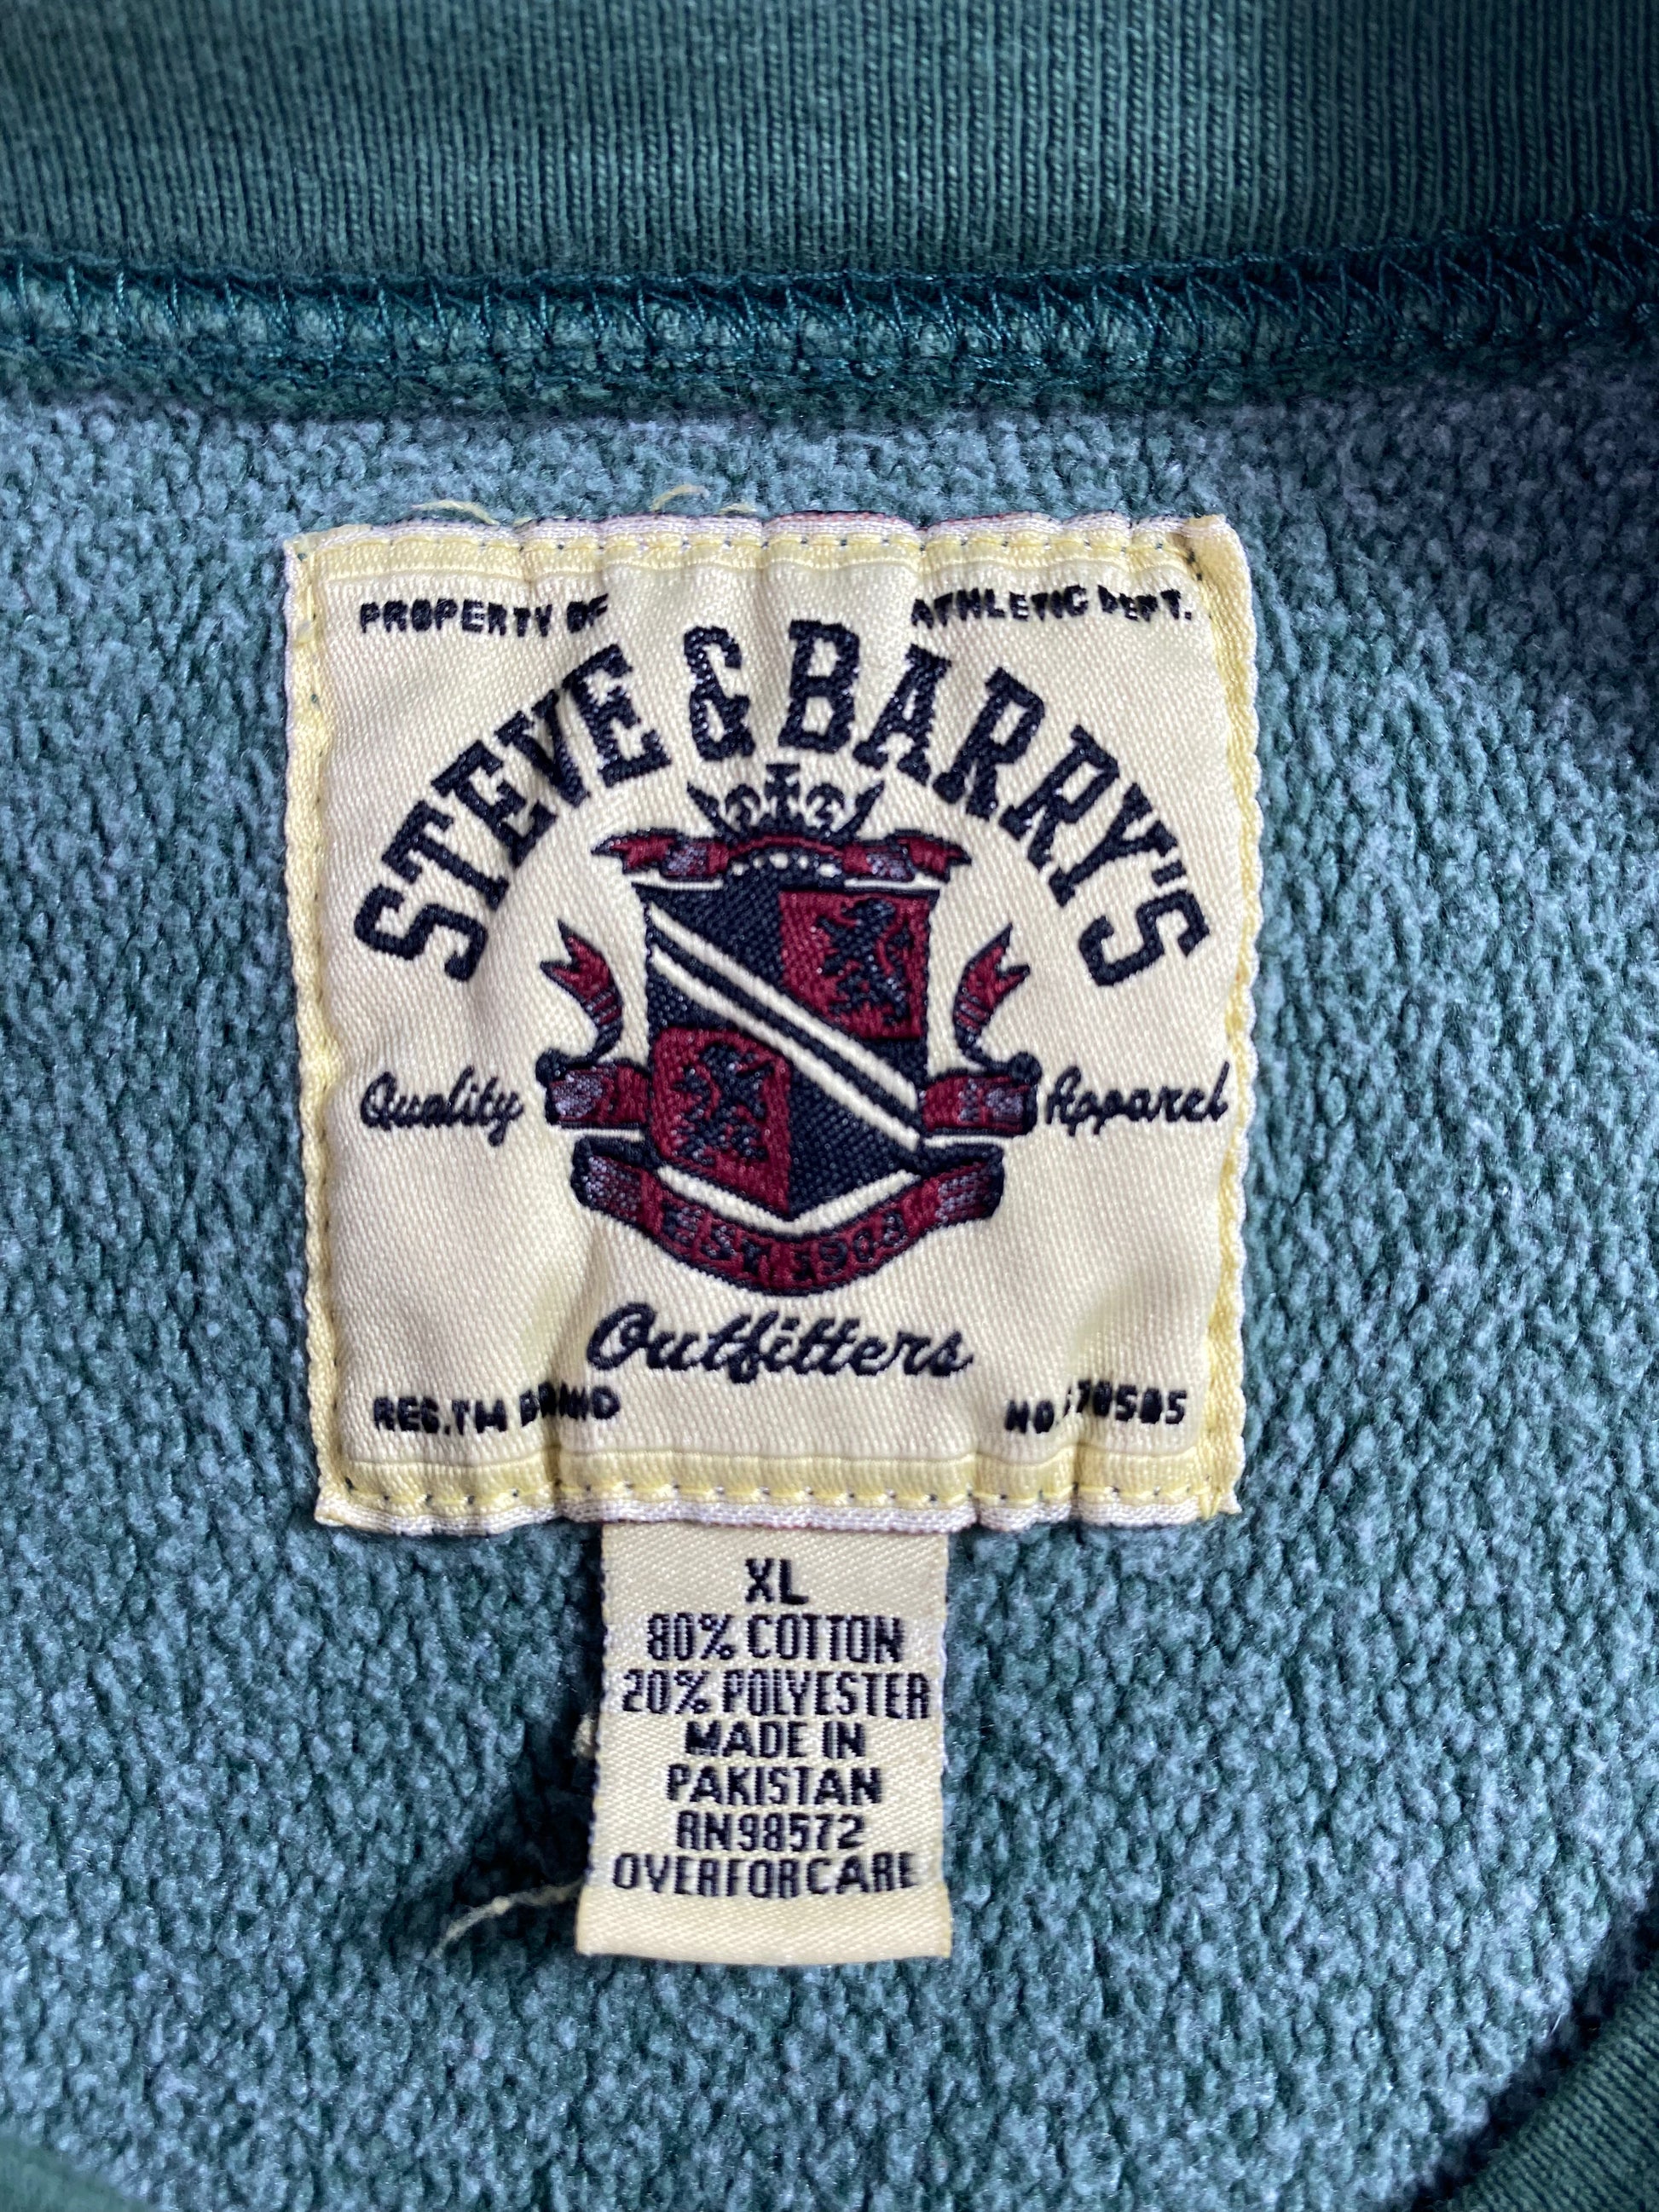 PROPERTY OF ATHLETIC DEPT.
STEVE & BARRY'S
Quality Apparel
Outfitters
REG.TM BRAND
XL
80% COTTON
20% POLYESTER
MADE IN
PAKISTAN
RN98572
OVERFORCARE